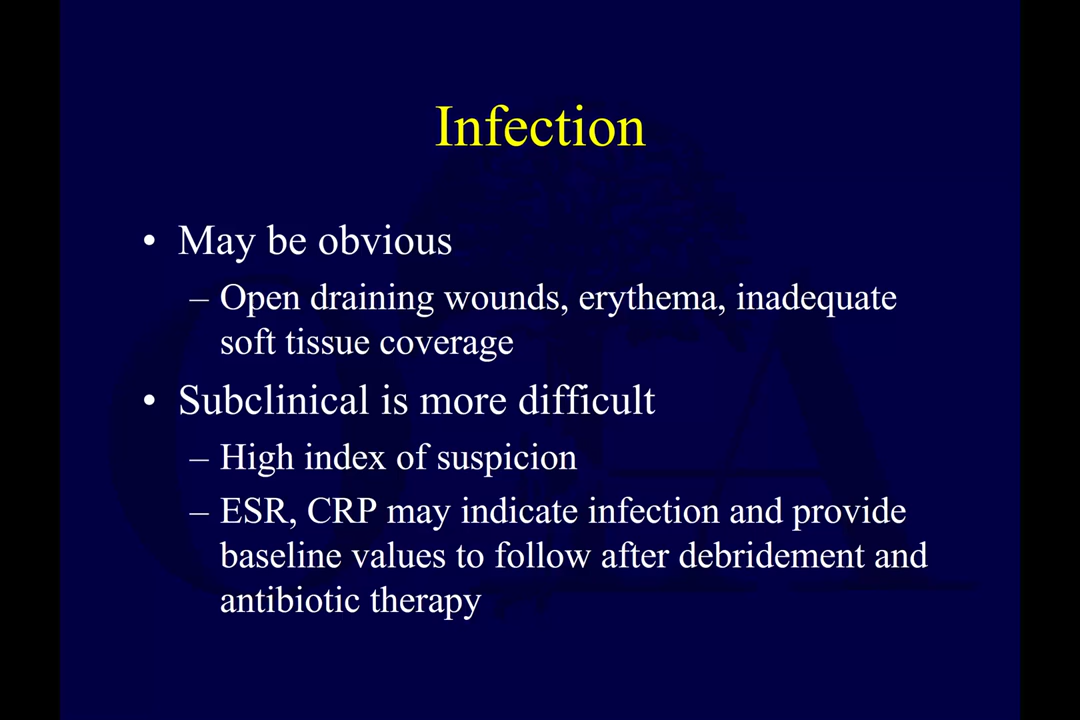 Infection
• May be obvious
– Open draining wounds, erythema, inadequate
soft tissue coverage
• Subclinical is more difficult
– High index of suspicion
– ESR, CRP may indicate infection and provide
baseline values to follow after debridement and
antibiotic therapy
OTA